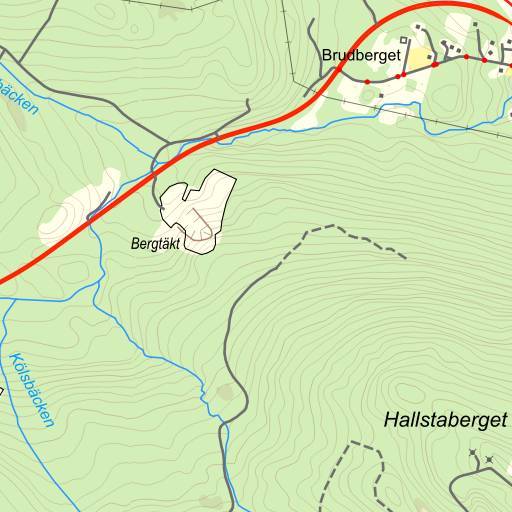 Brudberget
bäcken
Bergtäkt
Kölsbäcken
Hallstaberget